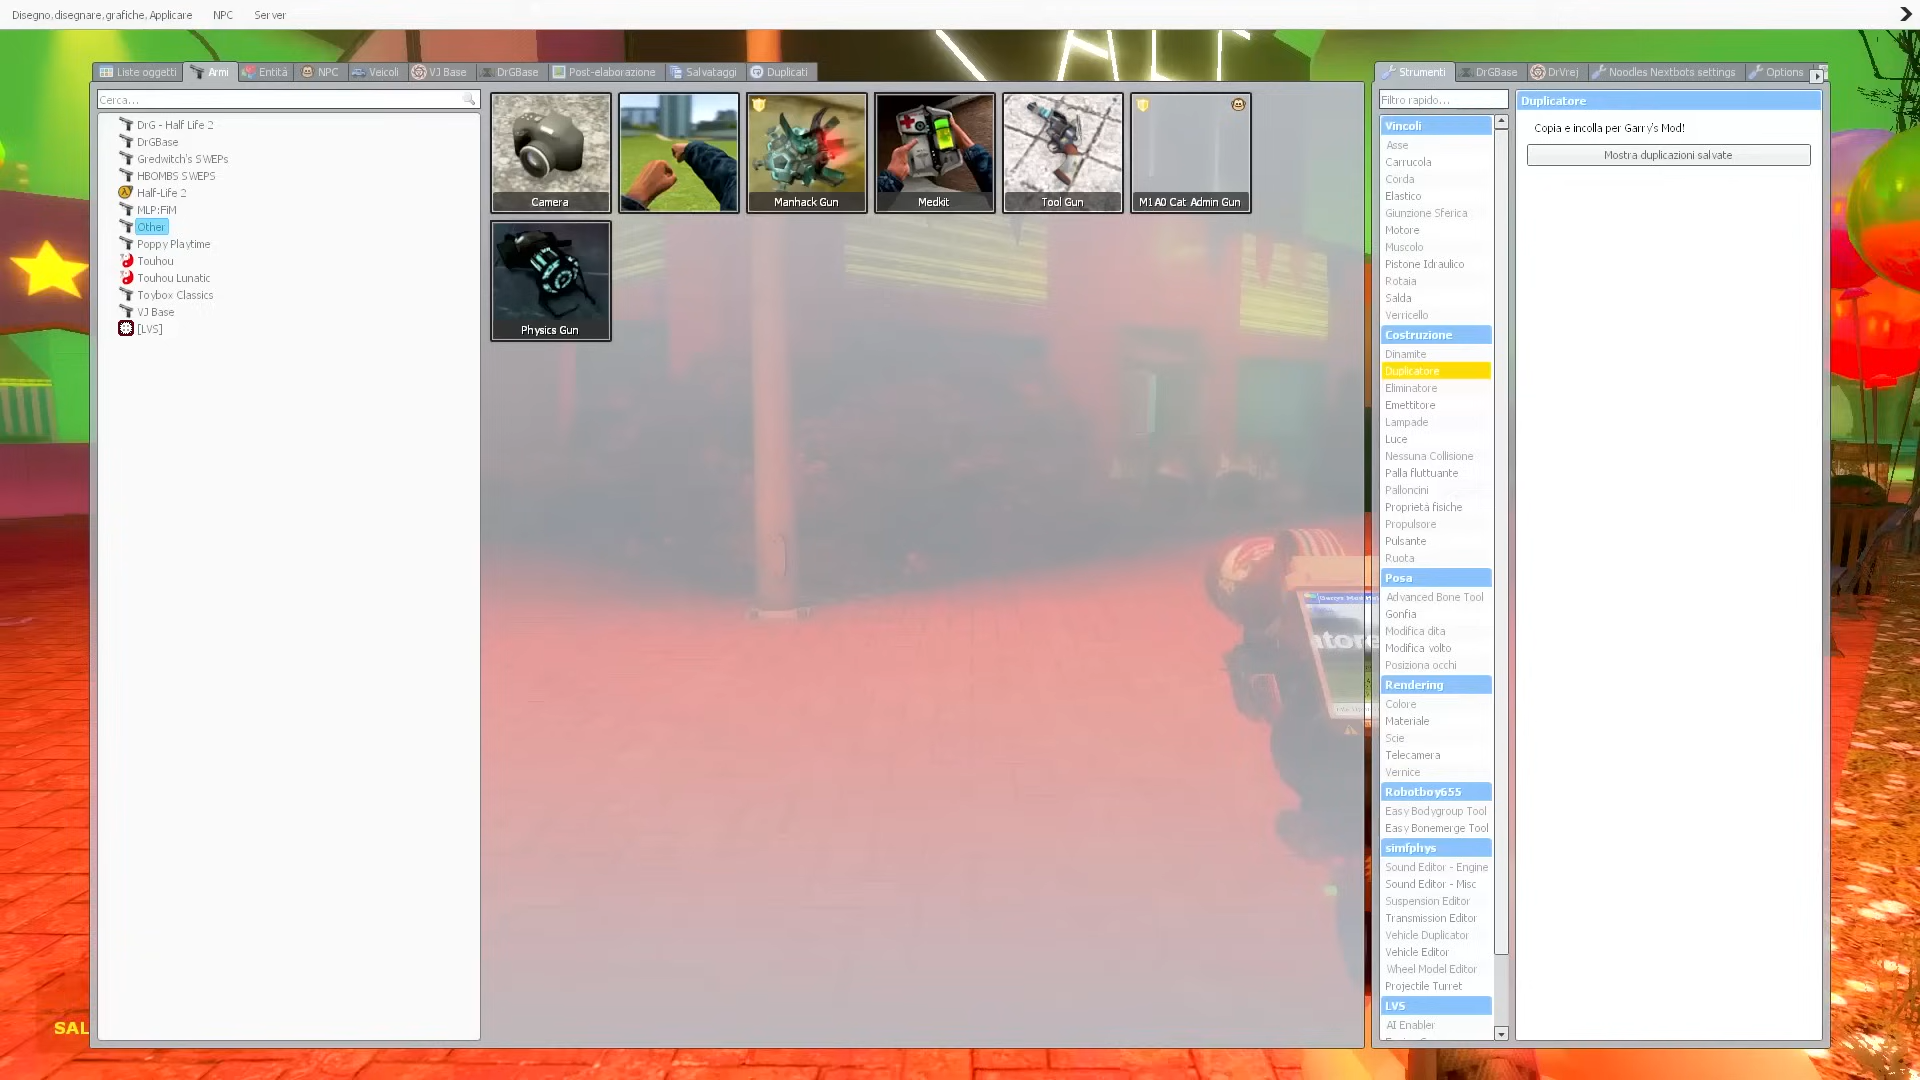 Disegno, disegnare, grafiche, Applicare NPC Server
Liste oggetti Armi Entità NPC Veicoli VJ Base DrGBase Post-elaborazione Salvataggi Duplicati
Cerca...
DrG - Half Life 2
DrGBase
Gredwitch's SWEPs
HBOMBS SWEPS
Half-Life 2
MLP:FiM
Other
Poppy Playtime
Touhou
Touhou Lunatic
Toybox Classics
VJ Base
[LVS]
Camera
Manhack Gun
Medkit
Tool Gun
M1A0 Cat Admin Gun
Physics Gun
SAL
Strumenti DrGBase DrVrej Noodles Nextbots settings Options
Filtro rapido...
Vincoli
Asse
Carrucola
Corda
Elastico
Giunzione Sferica
Motore
Muscolo
Pistone Idraulico
Rotaia
Salda
Verricello
Costruzione
Dinamite
Duplicatore
Eliminatore
Emettitore
Lampade
Luce
Nessuna Collisione
Palla fluttuante
Palloncini
Proprietà fisiche
Propulsore
Pulsante
Ruota
Posa
Advanced Bone Tool
Gonfia
Modifica dita
Modifica volto
Posiziona occhi
Rendering
Colore
Materiale
Scie
Telecamera
Vernice
Robotboy655
Easy Bodygroup Tool
Easy Bonemerge Tool
simfphys
Sound Editor - Engine
Sound Editor - Misc
Suspension Editor
Transmission Editor
Vehicle Duplicator
Vehicle Editor
Wheel Model Editor
Projectile Turret
LVS
AI Enabler
Duplicatore
Copia e incolla per Garry's Mod!
Mostra duplicazioni salvate